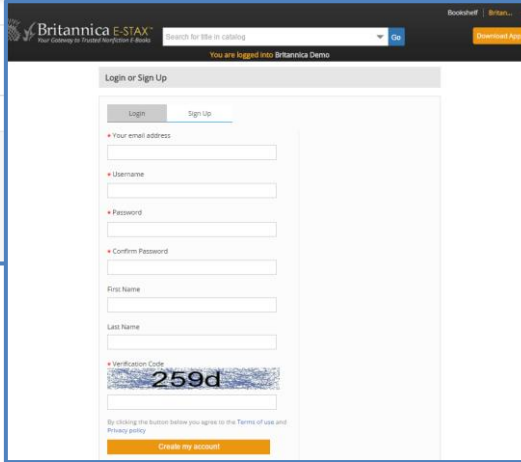 Bookshelf | Britan...
Britannica E-STAX™
Your Gateway to Trusted Nonfiction E-Books
Search for title in catalog
Go
Download App
You are logged into Britannica Demo
Login or Sign Up
Login Sign Up
* Your email address
* Username
* Password
* Confirm Password
First Name
Last Name
* Verification Code
259d
By clicking the button below you agree to the Terms of use and
Privacy policy
Create my account